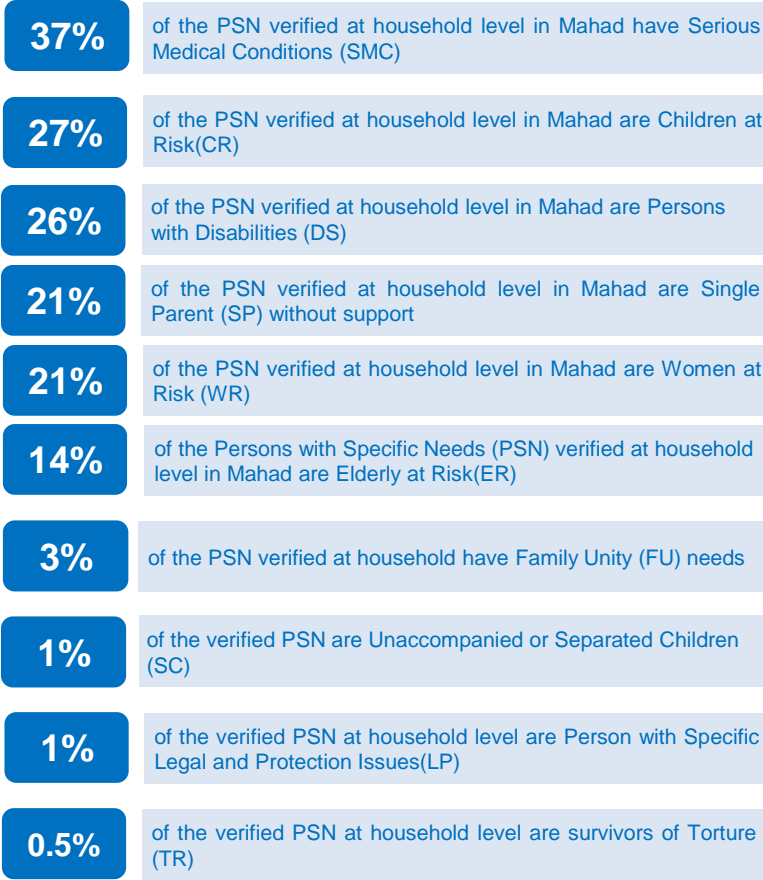 37%
of the PSN verified at household level in Mahad have Serious
Medical Conditions (SMC)
27%
of the PSN verified at household level in Mahad are Children at
Risk(CR)
26%
of the PSN verified at household level in Mahad are Persons
with Disabilities (DS)
21%
of the PSN verified at household level in Mahad are Single
Parent (SP) without support
21%
of the PSN verified at household level in Mahad are Women at
Risk (WR)
14%
of the Persons with Specific Needs (PSN) verified at household
level in Mahad are Elderly at Risk(ER)
3%
of the PSN verified at household have Family Unity (FU) needs
1%
of the verified PSN are Unaccompanied or Separated Children
(SC)
1%
of the verified PSN at household level are Person with Specific
Legal and Protection Issues(LP)
0.5%
of the verified PSN at household level are survivors of Torture
(TR)